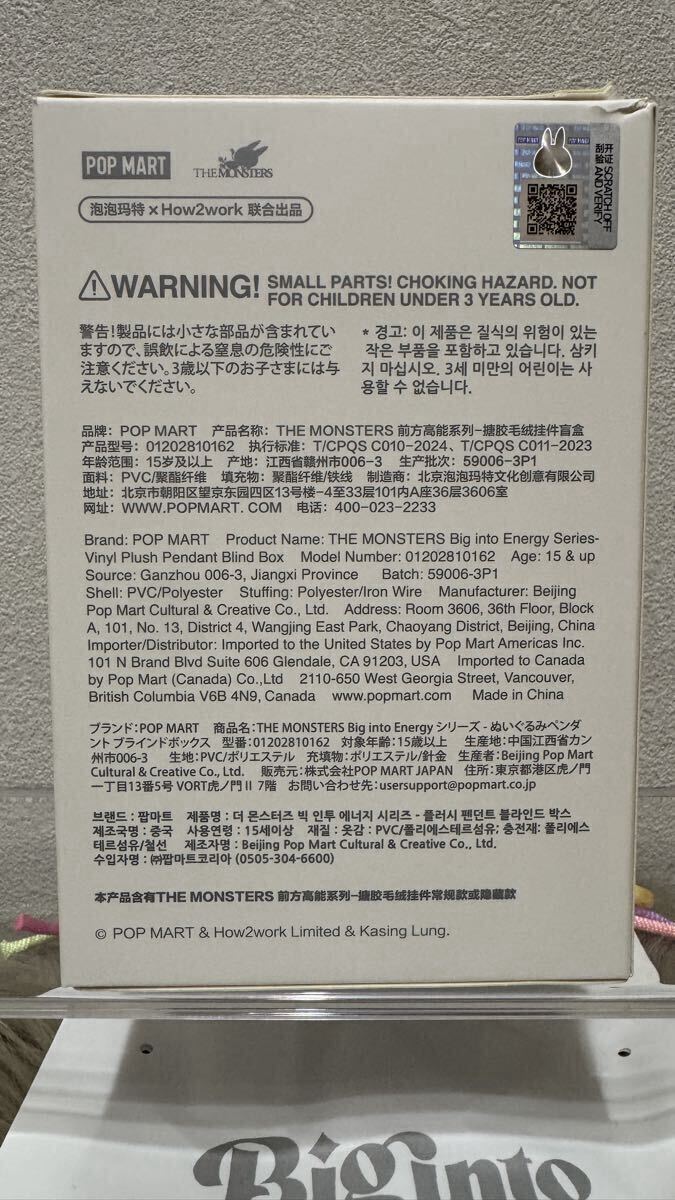 POP MART
THE MONSTERS
泡泡玛特 × How2work 联合出品
POP MART
POP MART
刮开涂层 SCRATCH OFF
AND VERIFY
WARNING! SMALL PARTS! CHOKING HAZARD. NOT
FOR CHILDREN UNDER 3 YEARS OLD.
警告！製品には小さな部品が含まれてい
ますので、誤飲による窒息の危険性にご
注意ください。3歳以下のお子さまには与
えないでください。
* 경고: 이 제품은 질식의 위험이 있는
작은 부품을 포함하고 있습니다. 삼키
지 마십시오. 3세 미만의 어린이는 사
용할 수 없습니다.
品牌：POP MART 产品名称：THE MONSTERS 前方高能系列-搪胶毛绒挂件盲盒
产品型号：01202810162 执行标准：T/CPQS C010-2024、T/CPQS C011-2023
年龄范围：15岁及以上 产地：江西省赣州市006-3 生产批次：59006-3P1
面料：PVC/聚酯纤维 填充物：聚酯纤维/铁线 制造商：北京泡泡玛特文化创意有限公司
地址：北京市朝阳区望京东园四区13号楼-4至33层101内A座36层3606室
网址：WWW.POPMART.COM 电话：400-023-2233
Brand: POP MART Product Name: THE MONSTERS Big into Energy Series-
Vinyl Plush Pendant Blind Box Model Number: 01202810162 Age: 15 & up
Source: Ganzhou 006-3, Jiangxi Province Batch: 59006-3P1
Shell: PVC/Polyester Stuffing: Polyester/Iron Wire Manufacturer: Beijing
Pop Mart Cultural & Creative Co., Ltd. Address: Room 3606, 36th Floor, Block
A, 101, No. 13, District 4, Wangjing East Park, Chaoyang District, Beijing, China
Importer/Distributor: Imported to the United States by Pop Mart Americas Inc.
101 N Brand Blvd Suite 606 Glendale, CA 91203, USA Imported to Canada
by Pop Mart (Canada) Co.,Ltd 2110-650 West Georgia Street, Vancouver,
British Columbia V6B 4N9, Canada www.popmart.com Made in China
ブランド：POP MART 商品名：THE MONSTERS Big into Energy シリーズ - ぬいぐるみペンダ
ント ブラインドボックス 型番：01202810162 対象年齢：15歳以上 生産地：中国江西省カン
州市006-3 生地：PVC/ポリエステル 充填物：ポリエステル/針金 生産者：Beijing Pop Mart
Cultural & Creative Co., Ltd. 販売元：株式会社POP MART JAPAN 住所：東京都港区虎ノ門
一丁目13番5号 VORT虎ノ門Ⅱ 7階 お問い合わせ先：usersupport@popmart.co.jp
브랜드 : 팝마트 제품명 : 더 몬스터즈 빅 인투 에너지 시리즈 - 플러시 펜던트 블라인드 박스
제조국명 : 중국 사용연령 : 15세이상 재질 : 옷감 : PVC/폴리에스테르섬유; 충전재: 폴리에스
테르섬유/철선 제조자명 : Beijing Pop Mart Cultural & Creative Co., Ltd.
수입자명 : ㈜팝마트코리아 (0505-304-6600)
本产品含有THE MONSTERS 前方高能系列-搪胶毛绒挂件常规款或隐藏款
© POP MART & How2work Limited & Kasing Lung.
Big into